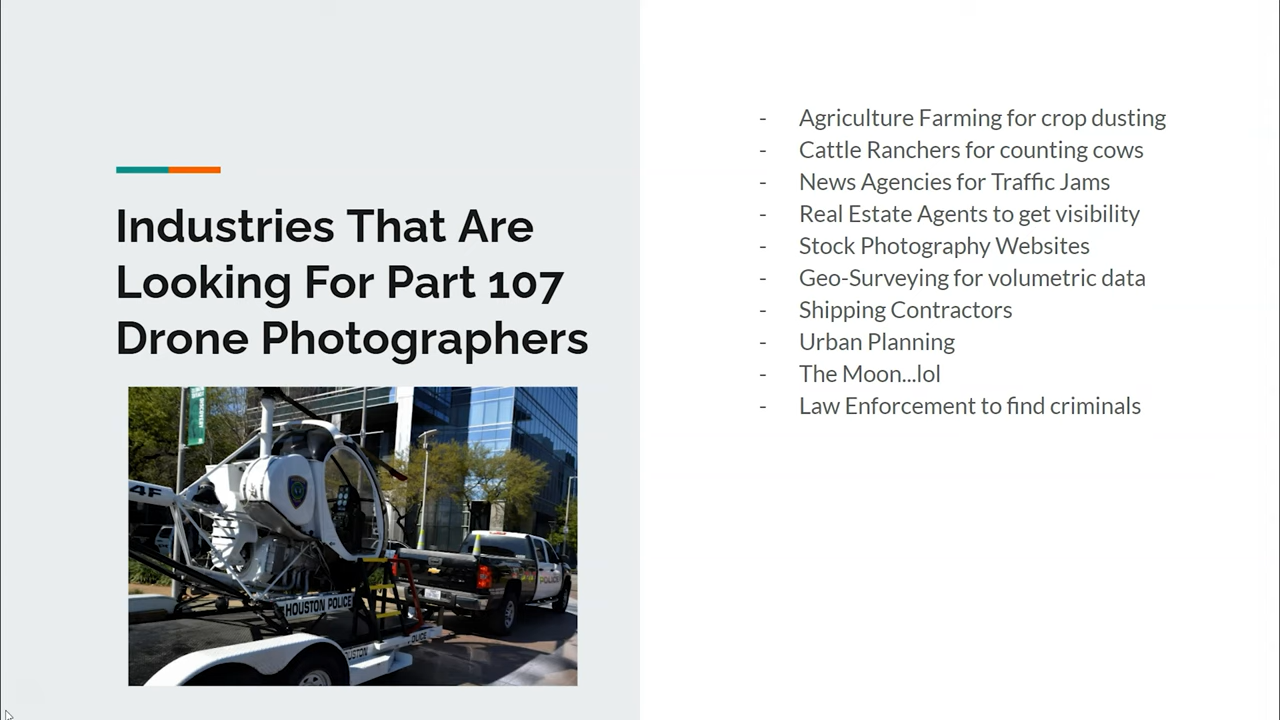 Industries That Are
Looking For Part 107
Drone Photographers
- Agriculture Farming for crop dusting
- Cattle Ranchers for counting cows
- News Agencies for Traffic Jams
- Real Estate Agents to get visibility
- Stock Photography Websites
- Geo-Surveying for volumetric data
- Shipping Contractors
- Urban Planning
- The Moon...lol
- Law Enforcement to find criminals
4F
HOUSTON POLICE
POLICE